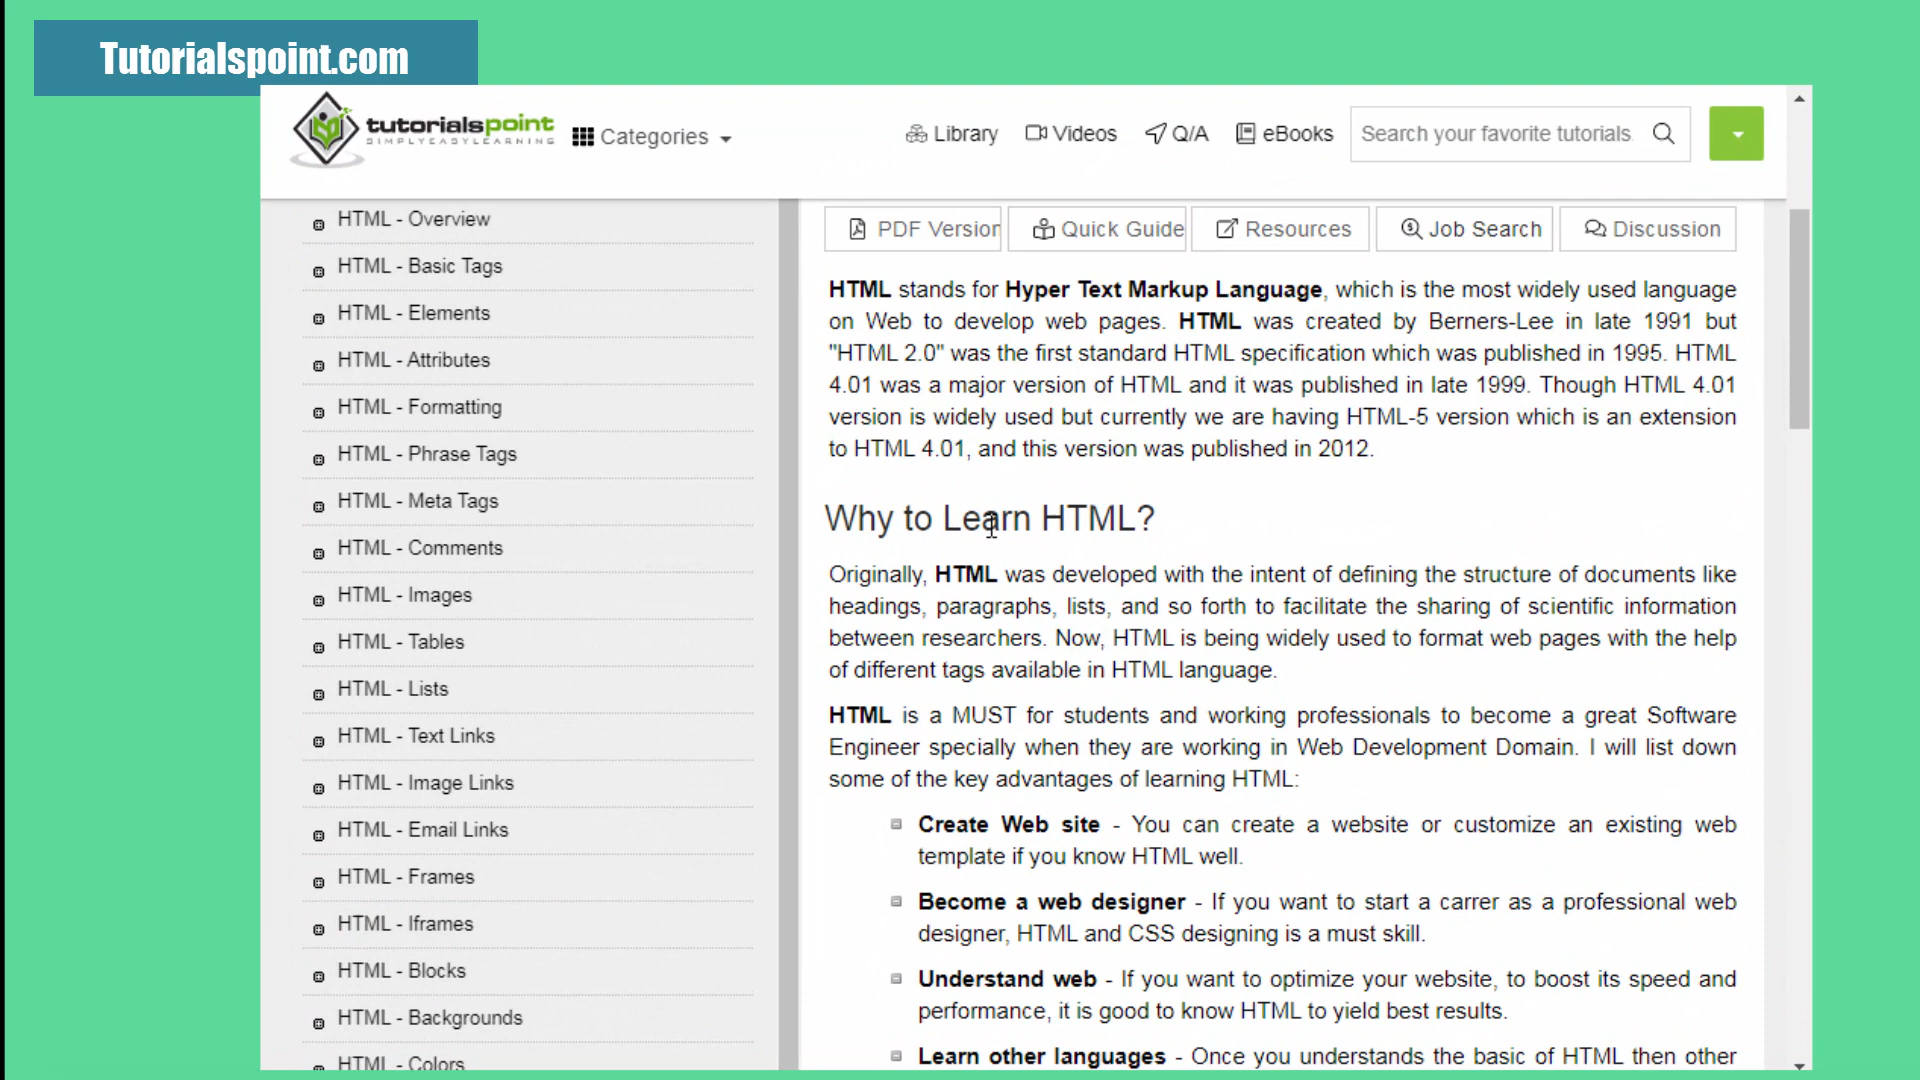 Tutorialspoint.com
tutorialspoint
SIMPLYEASYLEARNING
Categories
Library
Videos
Q/A
eBooks
Search your favorite tutorials.
HTML - Overview
HTML - Basic Tags
HTML - Elements
HTML - Attributes
HTML - Formatting
HTML - Phrase Tags
HTML - Meta Tags
HTML - Comments
HTML - Images
HTML - Tables
HTML - Lists
HTML - Text Links
HTML - Image Links
HTML - Email Links
HTML - Frames
HTML - Iframes
HTML - Blocks
HTML - Backgrounds
HTML - Colors
PDF Version
Quick Guide
Resources
Job Search
Discussion
HTML stands for Hyper Text Markup Language, which is the most widely used language
on Web to develop web pages. HTML was created by Berners-Lee in late 1991 but
"HTML 2.0" was the first standard HTML specification which was published in 1995. HTML
4.01 was a major version of HTML and it was published in late 1999. Though HTML 4.01
version is widely used but currently we are having HTML-5 version which is an extension
to HTML 4.01, and this version was published in 2012.
Why to Learn HTML?
Originally, HTML was developed with the intent of defining the structure of documents like
headings, paragraphs, lists, and so forth to facilitate the sharing of scientific information
between researchers. Now, HTML is being widely used to format web pages with the help
of different tags available in HTML language.
HTML is a MUST for students and working professionals to become a great Software
Engineer specially when they are working in Web Development Domain. I will list down
some of the key advantages of learning HTML:
Create Web site - You can create a website or customize an existing web
template if you know HTML well.
Become a web designer - If you want to start a carrer as a professional web
designer, HTML and CSS designing is a must skill.
Understand web - If you want to optimize your website, to boost its speed and
performance, it is good to know HTML to yield best results.
Learn other languages - Once you understands the basic of HTML then other